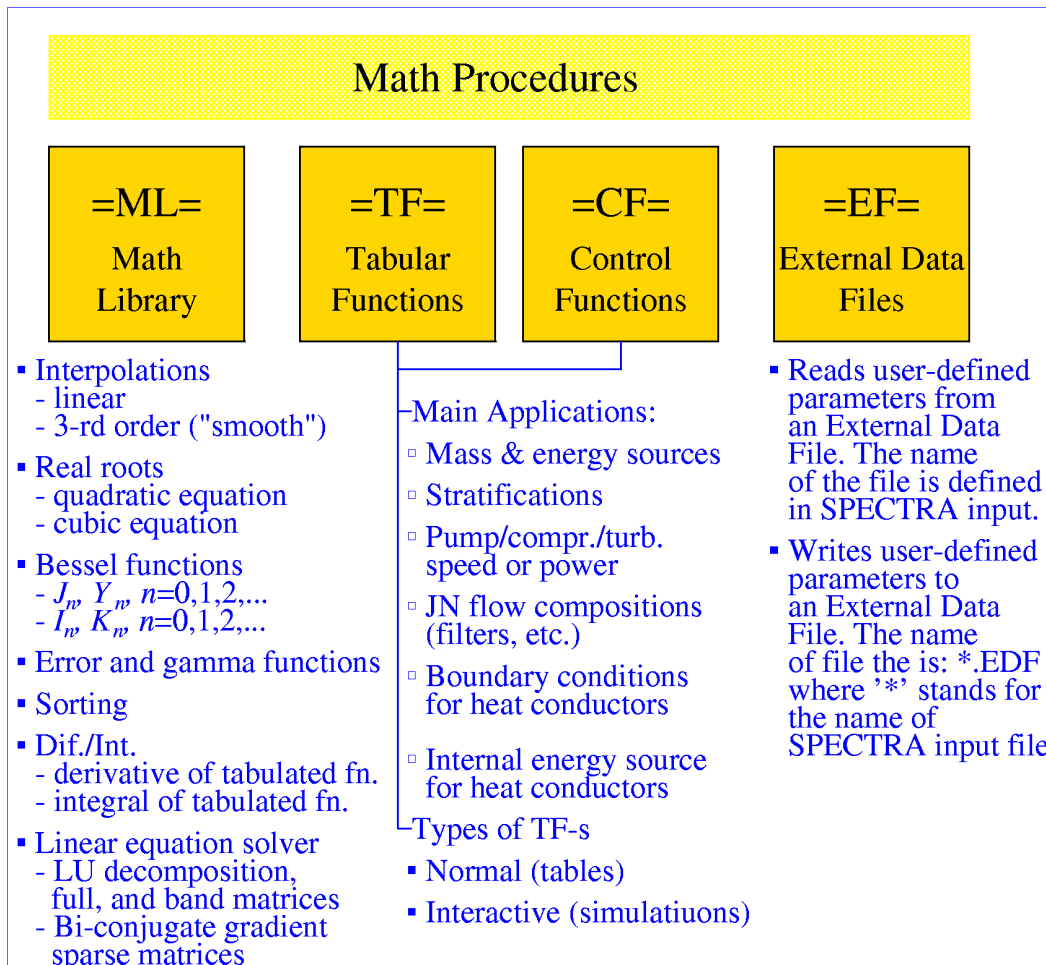 Math Procedures
=ML=
Math
Library
=TF=
Tabular
Functions
=CF=
Control
Functions
=EF=
External Data
Files
▪ Interpolations
- linear
- 3-rd order ("smooth")
▪ Real roots
- quadratic equation
- cubic equation
▪ Bessel functions
- Jn, Yn, n=0,1,2,...
- In, Kn, n=0,1,2,...
▪ Error and gamma functions
▪ Sorting
▪ Dif./Int.
- derivative of tabulated fn.
- integral of tabulated fn.
▪ Linear equation solver
- LU decomposition,
full, and band matrices
- Bi-conjugate gradient
sparse matrices
Main Applications:
▫ Mass & energy sources
▫ Stratifications
▫ Pump/compr./turb.
speed or power
▫ JN flow compositions
(filters, etc.)
▫ Boundary conditions
for heat conductors
▫ Internal energy source
for heat conductors
Types of TF-s
▪ Normal (tables)
▪ Interactive (simulatiuons)
▪ Reads user-defined
parameters from
an External Data
File. The name
of the file is defined
in SPECTRA input.
▪ Writes user-defined
parameters to
an External Data
File. The name
of file the is: *.EDF
where '*' stands for
the name of
SPECTRA input file